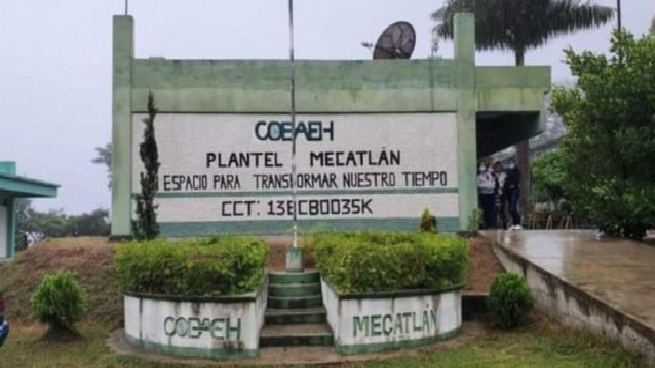 COBAEH
PLANTEL MECATLÁN
ESPACIO PARA TRANSFORMAR NUESTRO TIEMPO
CCT: 13ECB0035K
COBAEH
MECATLÁN